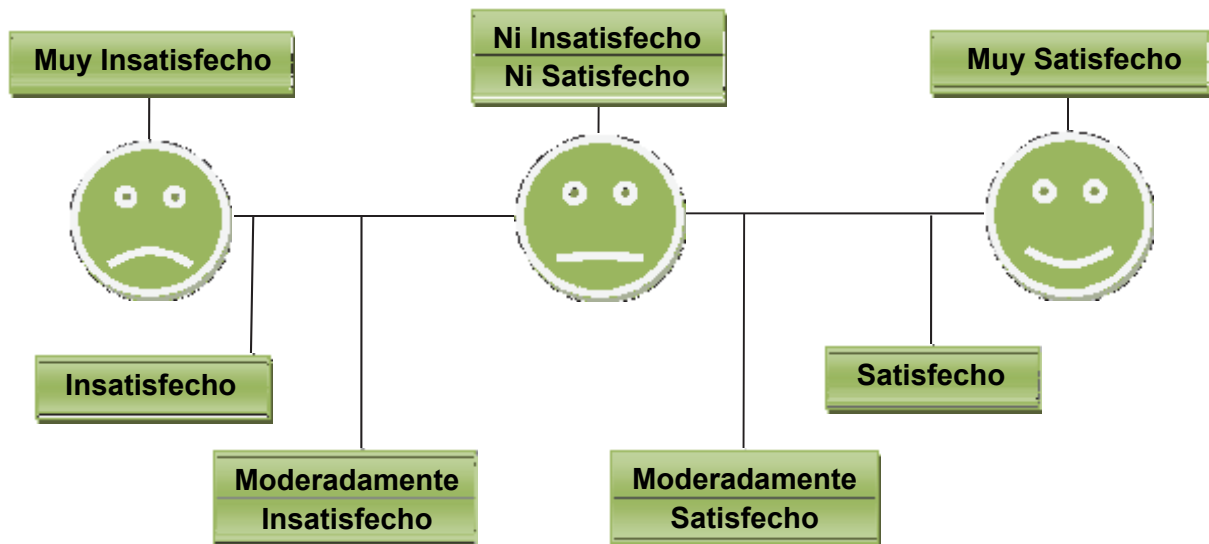 Muy Insatisfecho
Ni Insatisfecho
Ni Satisfecho
Muy Satisfecho
Insatisfecho
Satisfecho
Moderadamente
Insatisfecho
Moderadamente
Satisfecho